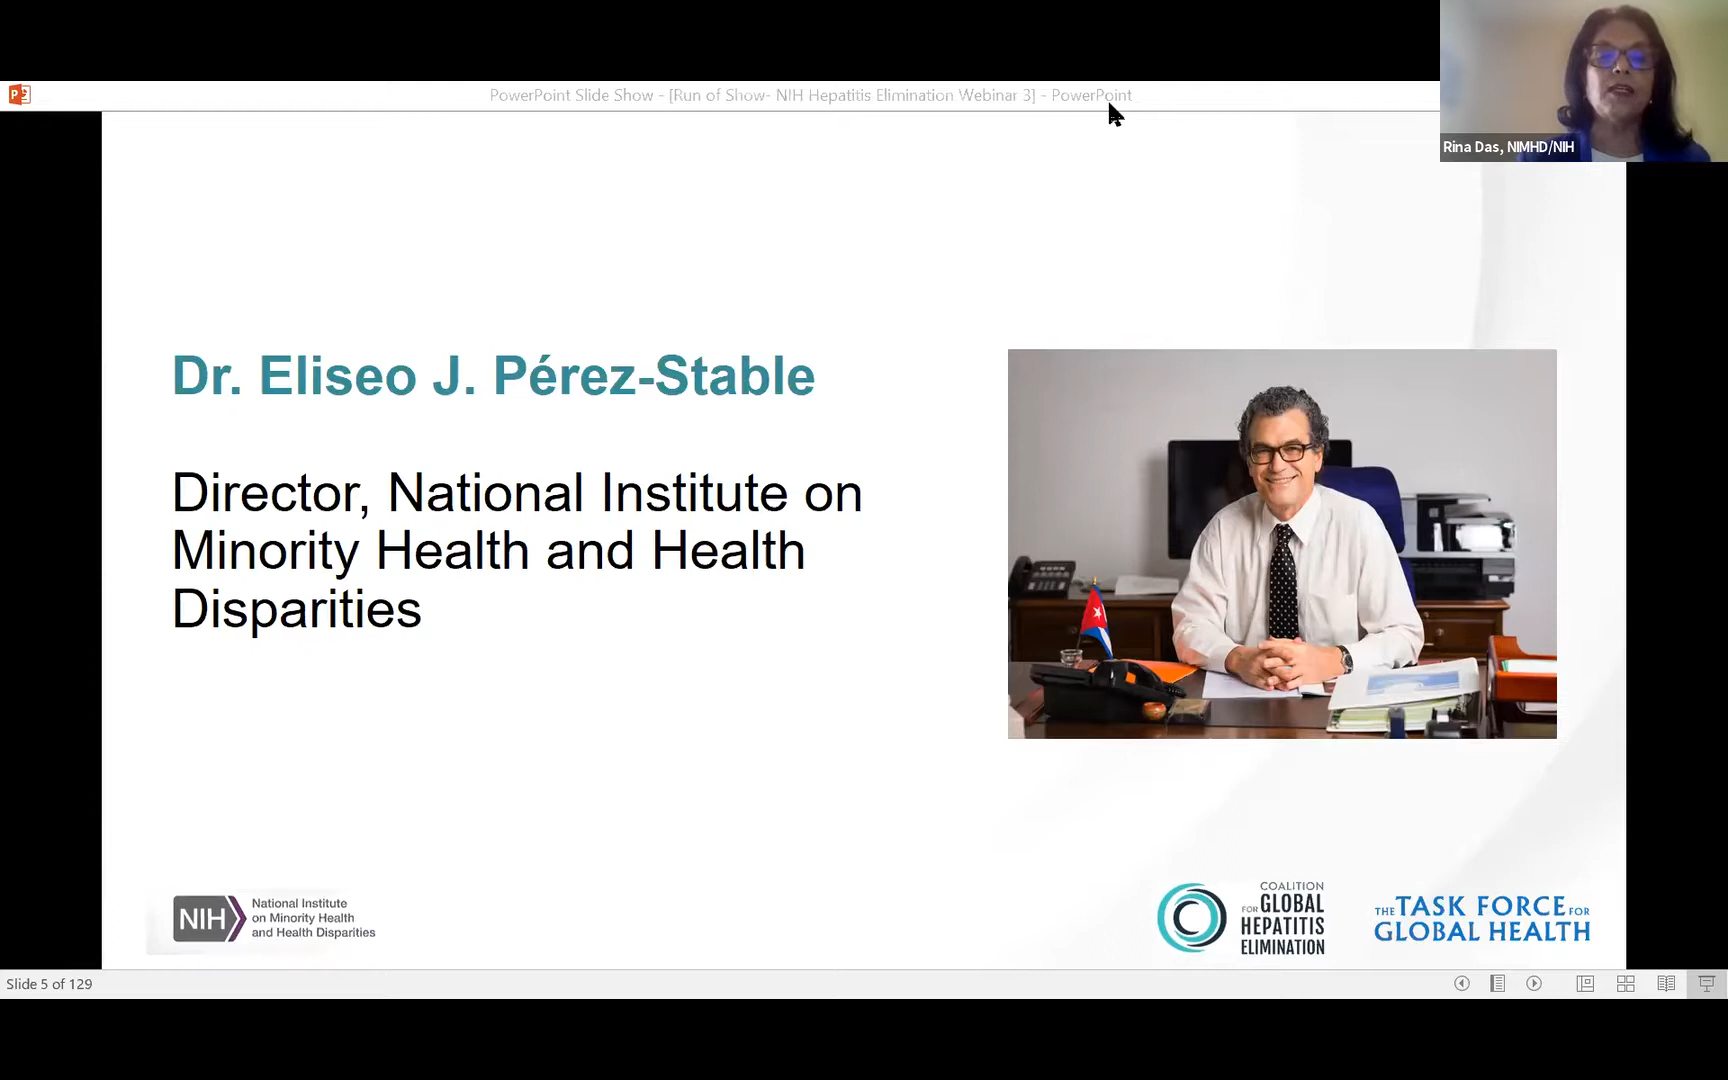 PowerPoint Slide Show - [Run of Show- NIH Hepatitis Elimination Webinar 3] - PowerPoint
Rina Das, NIMHD/NIH
Dr. Eliseo J. Pérez-Stable
Director, National Institute on
Minority Health and Health
Disparities
NIH
National Institute
on Minority Health
and Health Disparities
COALITION
FOR GLOBAL
HEPATITIS
ELIMINATION
THE TASK FORCE FOR
GLOBAL HEALTH
Slide 5 of 129